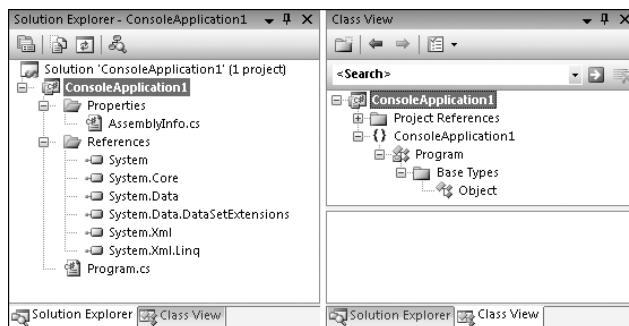 Solution Explorer - ConsoleApplication1
Solution 'ConsoleApplication1' (1 project)
ConsoleApplication1
Properties
AssemblyInfo.cs
References
System
System.Core
System.Data
System.Data.DataSetExtensions
System.Xml
System.Xml.Linq
Program.cs
Solution Explorer
Class View
Class View
<Search>
ConsoleApplication1
Project References
{} ConsoleApplication1
Program
Base Types
Object
Solution Explorer
Class View